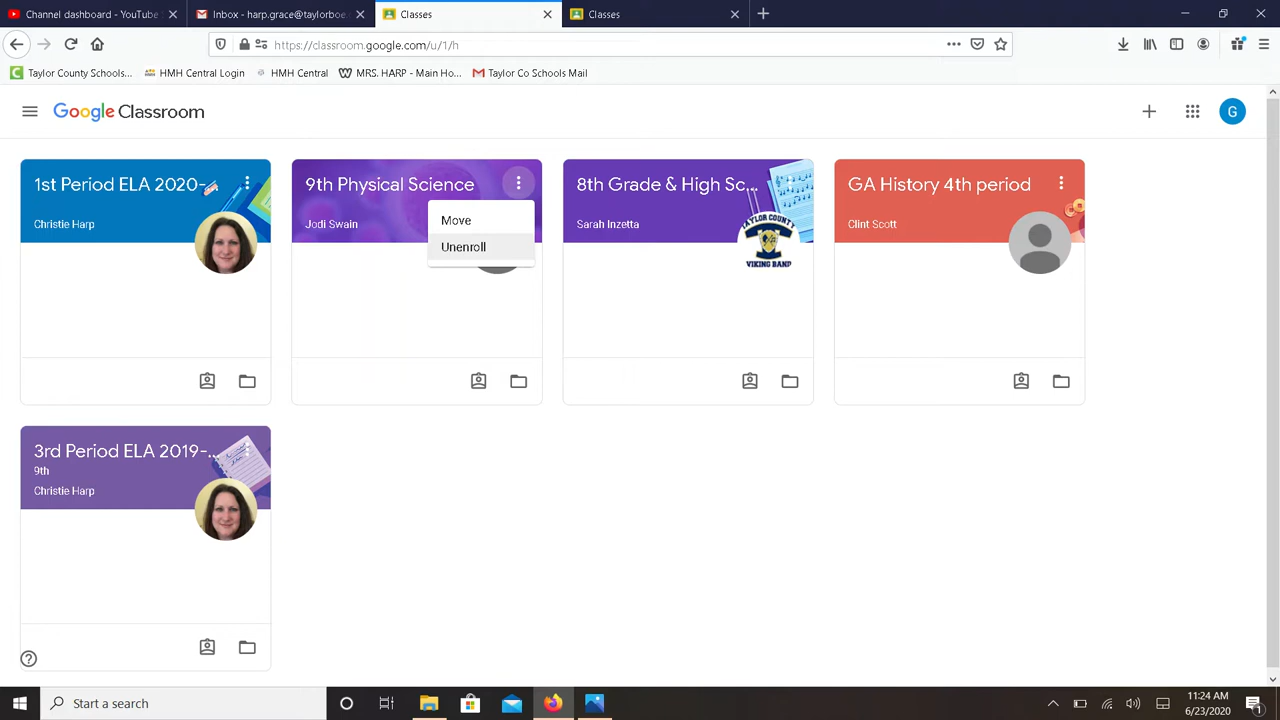 Channel dashboard - YouTube
Inbox - harp.grace@taylorboe.
Classes
Classes
https://classroom.google.com/u/1/h
Taylor County Schools...
HMH Central Login
HMH Central
MRS. HARP - Main Ho...
Taylor Co Schools Mail
Google Classroom
G
1st Period ELA 2020-
Christie Harp
9th Physical Science
Jodi Swain
Move
Unenroll
8th Grade & High Sc...
Sarah Inzetta
TAYLOR COUNTY
VIKING BAND
GA History 4th period
Clint Scott
3rd Period ELA 2019-...
9th
Christie Harp
Start a search
11:24 AM
6/23/2020
1